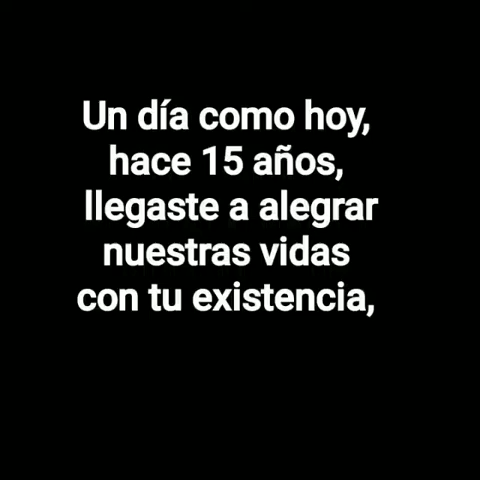 Un día como hoy,
hace 15 años,
llegaste a alegrar
nuestras vidas
con tu existencia,